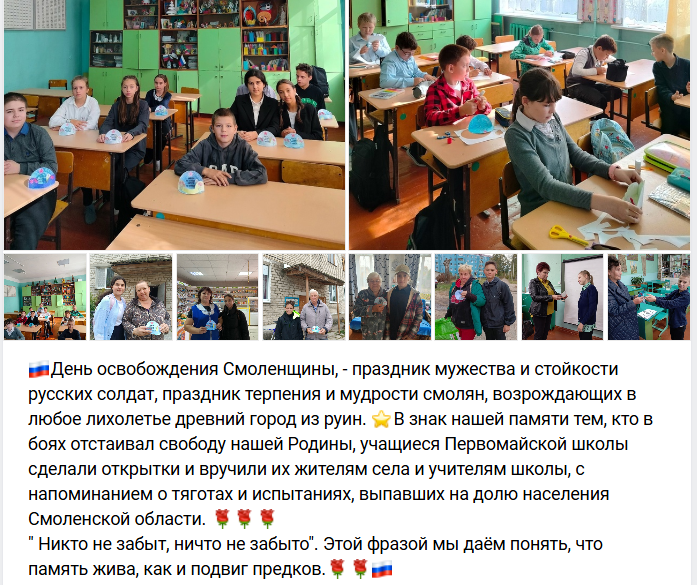 🇷🇺День освобождения Смоленщины, - праздник мужества и стойкости
русских солдат, праздник терпения и мудрости смолян, возрождающих в
любое лихолетье древний город из руин. ⭐В знак нашей памяти тем, кто в
боях отстаивал свободу нашей Родины, учащиеся Первомайской школы
сделали открытки и вручили их жителям села и учителям школы, с
напоминанием о тяготах и испытаниях, выпавших на долю населения
Смоленской области. 🌹🌹🌹
" Никто не забыт, ничто не забыто". Этой фразой мы даём понять, что
память жива, как и подвиг предков.🌹🌹🇷🇺